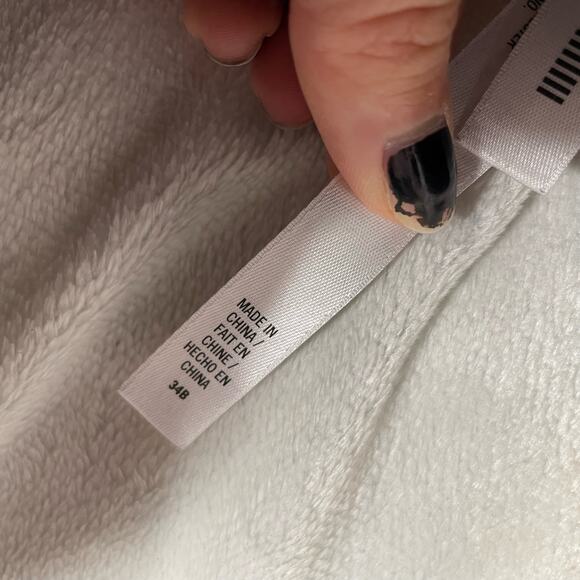 MADE IN
CHINA /
FAIT EN
CHINE /
HECHO EN
CHINA
34B